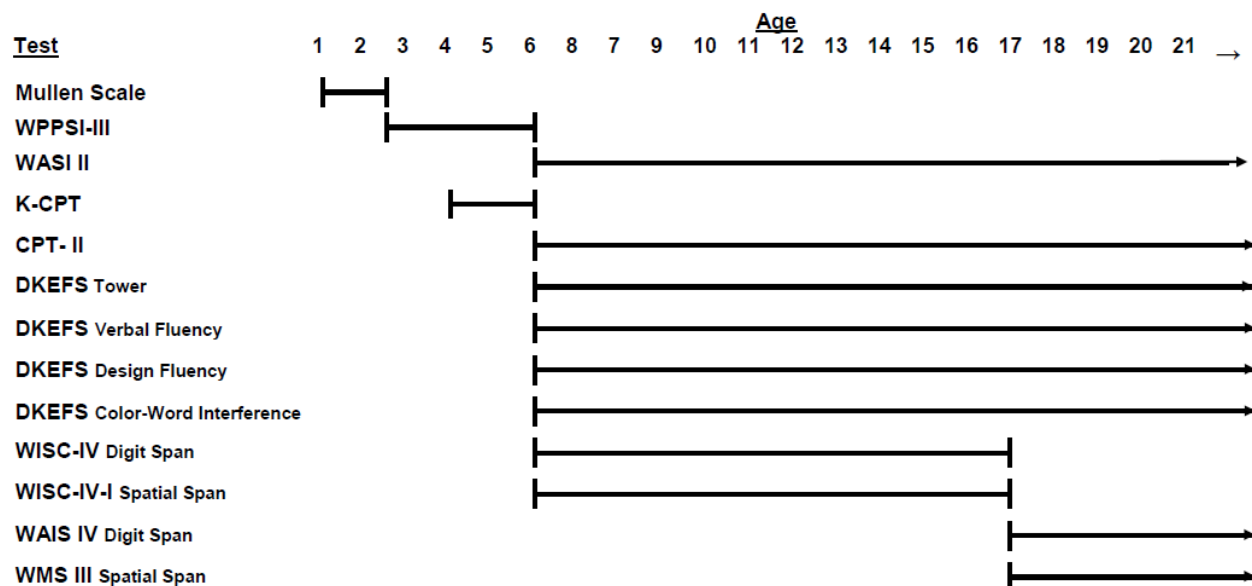 Age
Test 1 2 3 4 5 6 8 7 9 10 11 12 13 14 15 16 17 18 19 20 21 →
Mullen Scale
WPPSI-III
WASI II
K-CPT
CPT- II
DKEFS Tower
DKEFS Verbal Fluency
DKEFS Design Fluency
DKEFS Color-Word Interference
WISC-IV Digit Span
WISC-IV-I Spatial Span
WAIS IV Digit Span
WMS III Spatial Span